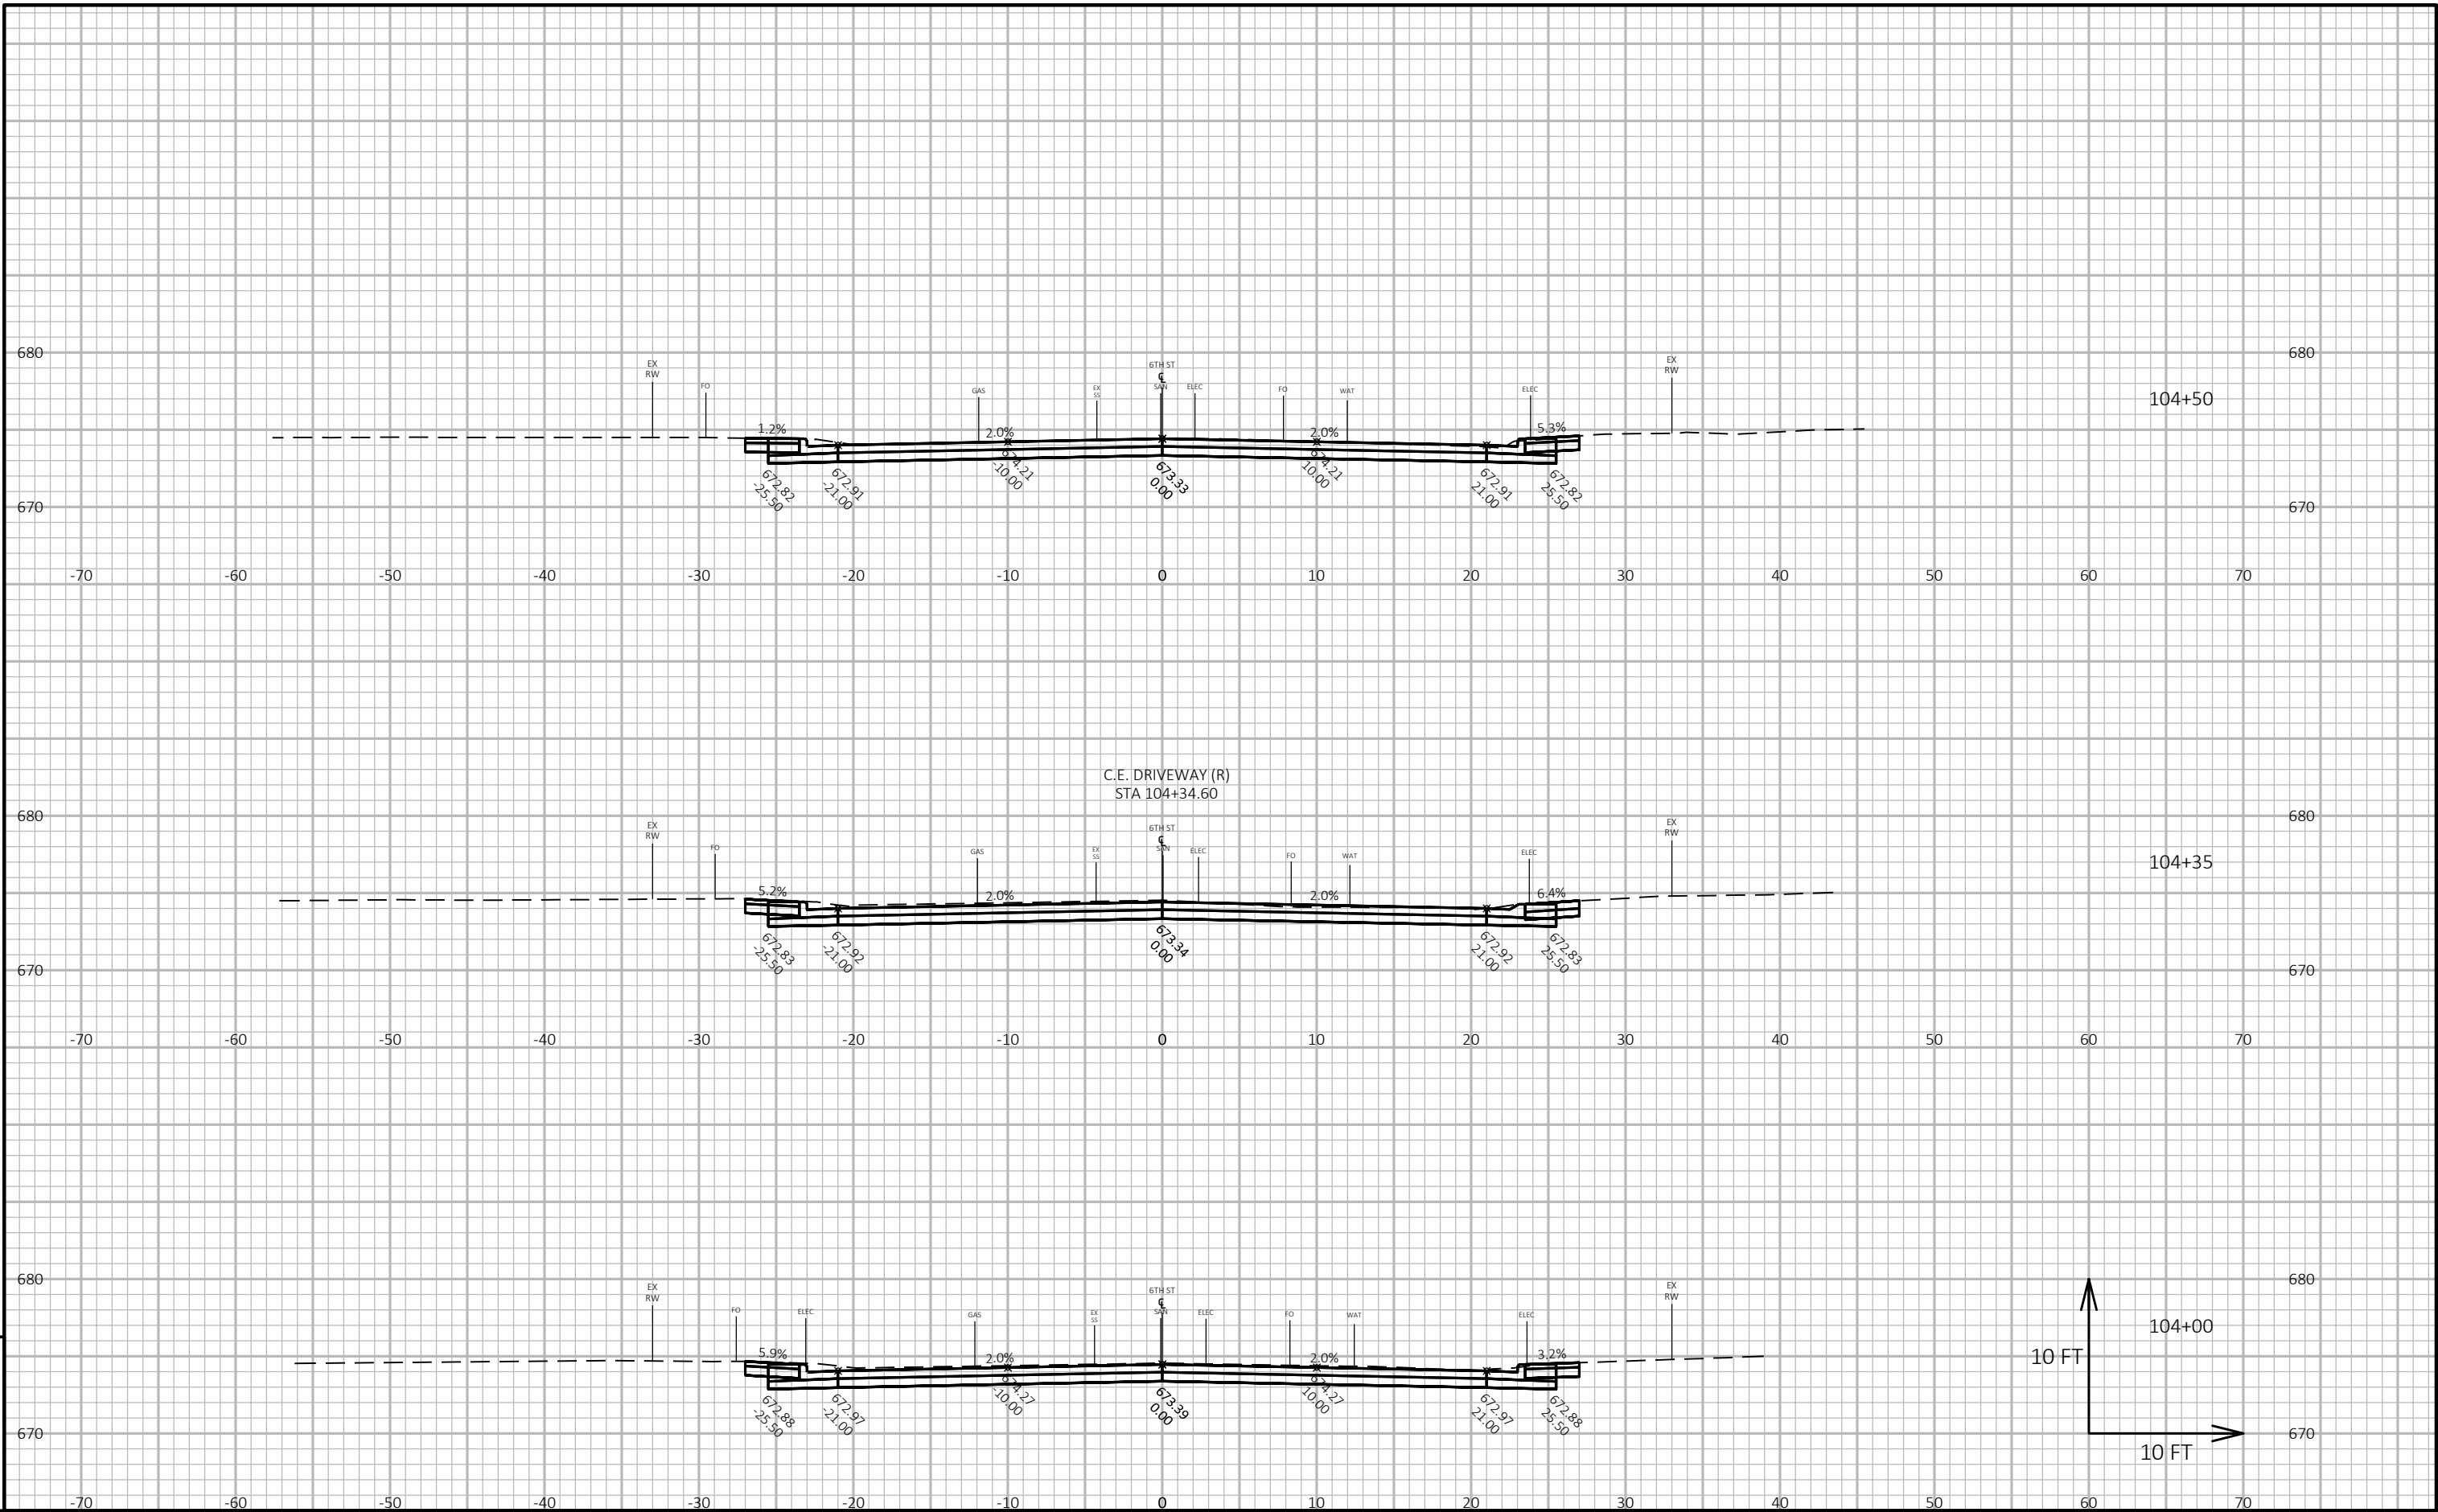 680
680
EX
RW
FO
GAS
EX
SS
6TH ST
℄
SAN
ELEC
FO
WAT
ELEC
EX
RW
104+50
1.2%
2.0%
2.0%
5.3%
672.82
-25.50
672.91
-21.00
674.21
-10.00
673.33
0.00
674.21
10.00
672.91
21.00
672.82
25.50
670
670
-70 -60 -50 -40 -30 -20 -10 0 10 20 30 40 50 60 70
C.E. DRIVEWAY (R)
STA 104+34.60
680
680
EX
RW
FO
GAS
EX
SS
6TH ST
℄
SAN
ELEC
FO
WAT
ELEC
EX
RW
104+35
5.2%
2.0%
2.0%
6.4%
672.83
-25.50
672.92
-21.00
673.34
0.00
672.92
21.00
672.83
25.50
670
670
-70 -60 -50 -40 -30 -20 -10 0 10 20 30 40 50 60 70
680
680
EX
RW
FO
ELEC
GAS
EX
SS
6TH ST
℄
SAN
ELEC
FO
WAT
ELEC
EX
RW
104+00
5.9%
2.0%
2.0%
3.2%
672.88
-25.50
672.97
-21.00
674.27
-10.00
673.39
0.00
674.27
10.00
672.97
21.00
672.88
25.50
10 FT
10 FT
670
670
-70 -60 -50 -40 -30 -20 -10 0 10 20 30 40 50 60 70